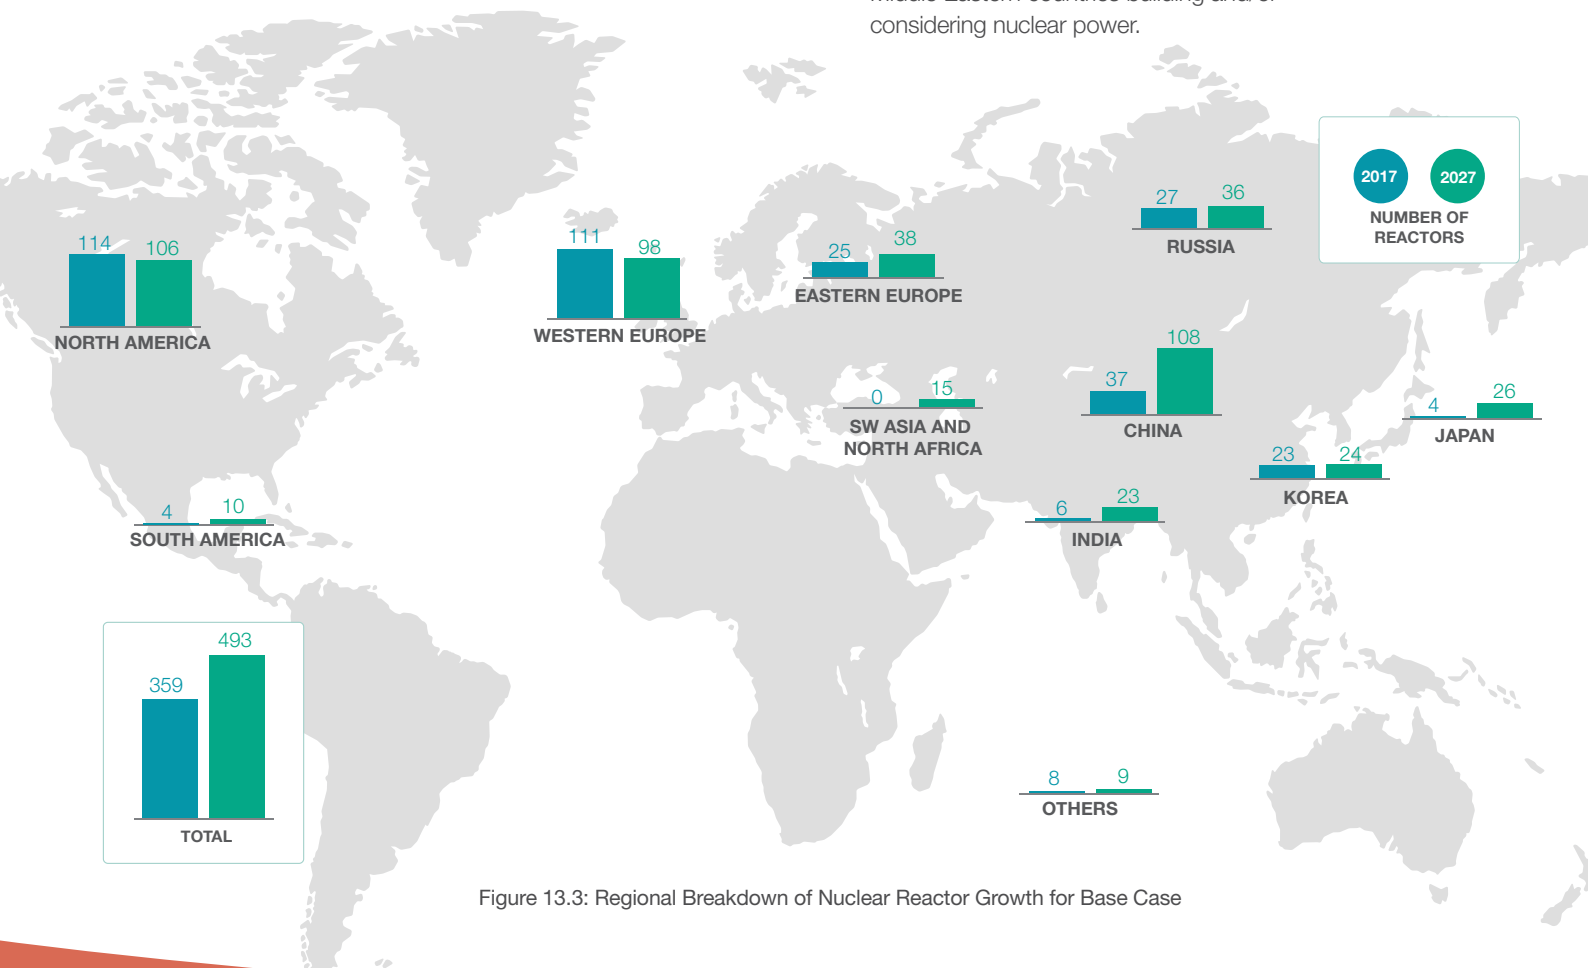 considering nuclear power.
2017
2027
NUMBER OF
REACTORS
114
106
NORTH AMERICA
111
98
WESTERN EUROPE
25
38
EASTERN EUROPE
27
36
RUSSIA
0
15
SW ASIA AND
NORTH AFRICA
37
108
CHINA
4
26
JAPAN
23
24
KOREA
6
23
INDIA
4
10
SOUTH AMERICA
359
493
TOTAL
8
9
OTHERS
Figure 13.3: Regional Breakdown of Nuclear Reactor Growth for Base Case